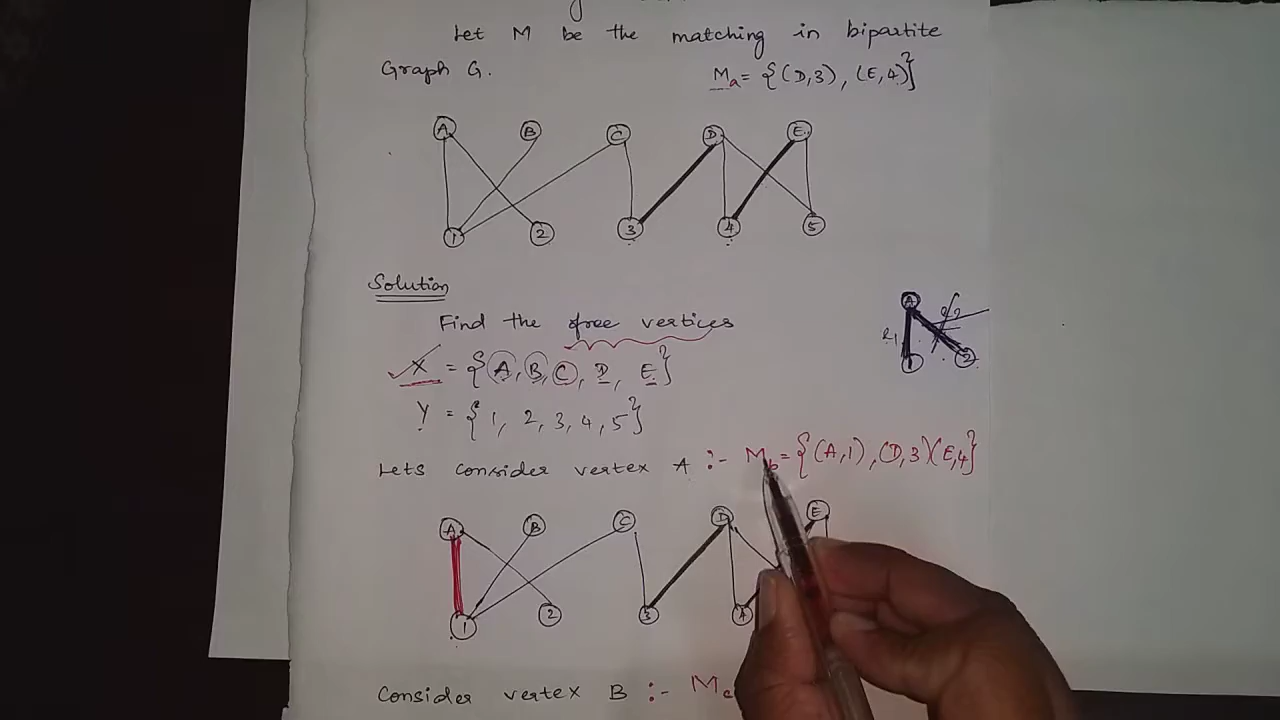 Let M be the matching in bipartite
Graph G.
Ma = {(D,3), (E,4)}
A B C D E
1 2 3 4 5
Solution
Find the free vertices
X = {A, B, C, D, E}
Y = {1, 2, 3, 4, 5}
A
1 2
Lets consider vertex A :- Mb = {(A,1), (D,3)(E,4}
A B C D E
1 2 3 4
Consider vertex B :- Mc